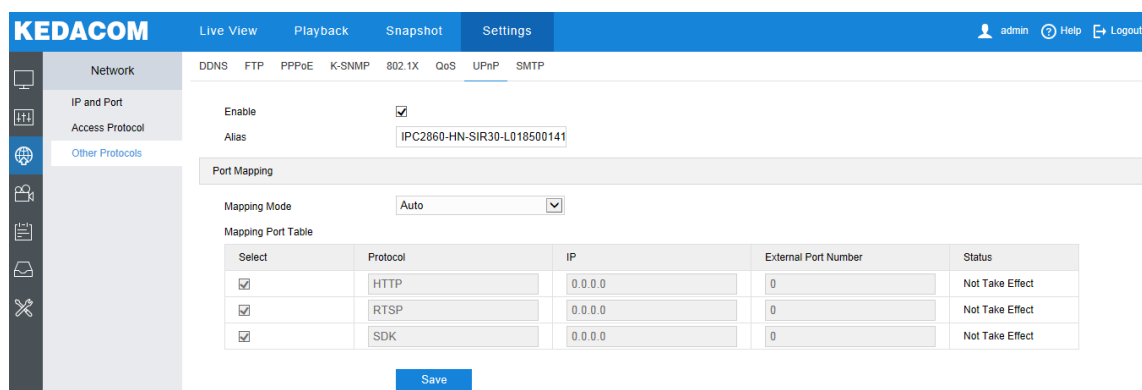 KEDACOM Live View Playback Snapshot Settings admin ? Help Logout
Network DDNS FTP PPPoE K-SNMP 802.1X QoS UPnP SMTP
IP and Port
Access Protocol
Other Protocols
Enable
Alias IPC2860-HN-SIR30-L018500141
Port Mapping
Mapping Mode Auto
Mapping Port Table
Select Protocol IP External Port Number Status
HTTP 0.0.0.0 0 Not Take Effect
RTSP 0.0.0.0 0 Not Take Effect
SDK 0.0.0.0 0 Not Take Effect
Save